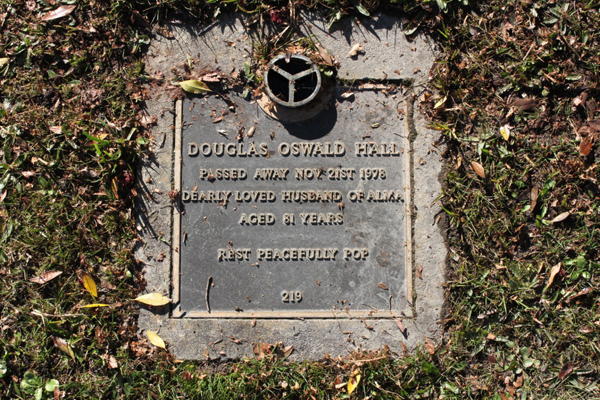 DOUGLAS OSWALD HALL
PASSED AWAY NOV. 21ST 1978
DEARLY LOVED HUSBAND OF ALMA
AGED 81 YEARS
REST PEACEFULLY POP
219